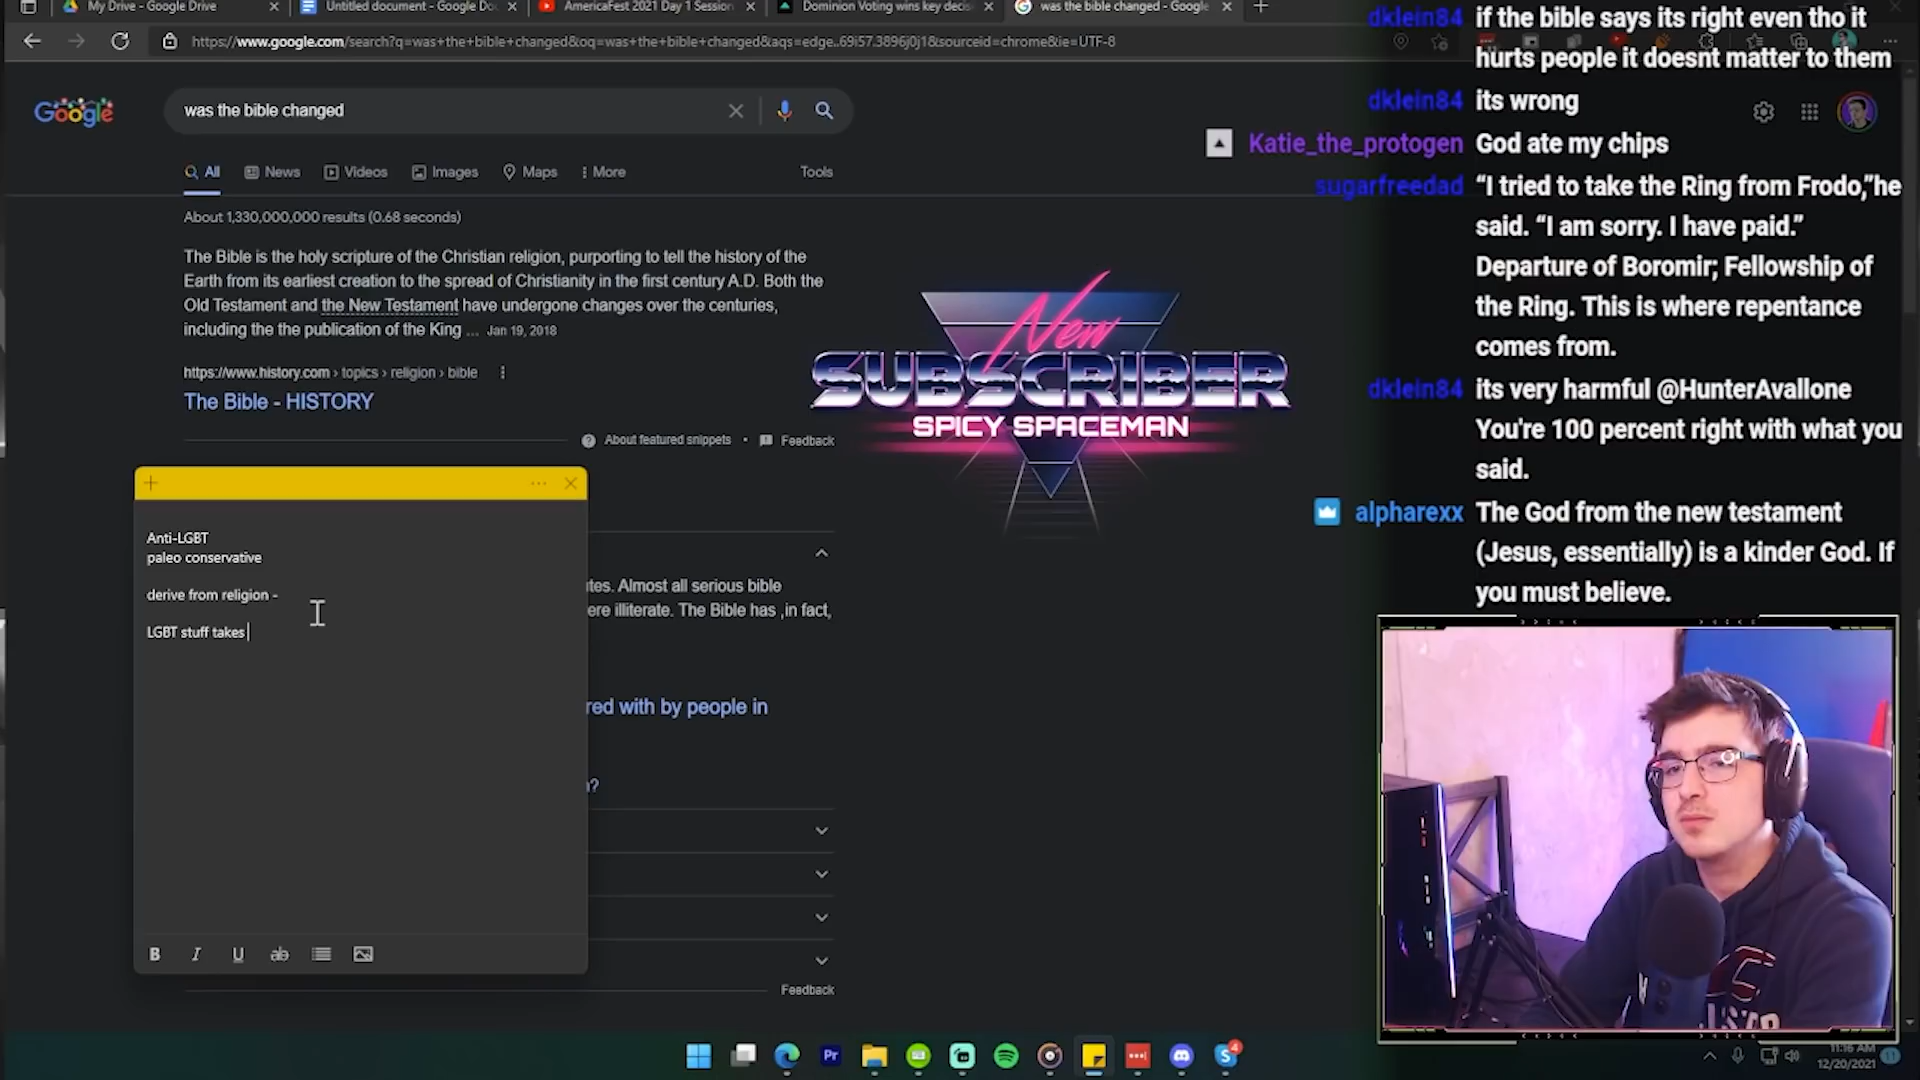 My Drive - Google Drive
Untitled document - Google Do
AmericaFest 2021 Day 1 Session
Dominion Voting wins key decis
was the bible changed - Google
https://www.google.com/search?q=was+the+bible+changed&oq=was+the+bible+changed&aqs=edge..69i57.3896j0j1&sourceid=chrome&ie=UTF-8
Google
was the bible changed
All
News
Videos
Images
Maps
More
Tools
About 1,330,000,000 results (0.68 seconds)
The Bible is the holy scripture of the Christian religion, purporting to tell the history of the
Earth from its earliest creation to the spread of Christianity in the first century A.D. Both the
Old Testament and the New Testament have undergone changes over the centuries,
including the the publication of the King ... Jan 19, 2018
https://www.history.com › topics › religion › bible
The Bible - HISTORY
About featured snippets
Feedback
Anti-LGBT
paleo conservative
derive from religion -
LGBT stuff takes
tes. Almost all serious bible
ere illiterate. The Bible has ,in fact,
red with by people in
?
B I U ab
Feedback
New
SUBSCRIBER
SPICY SPACEMAN
dklein84 if the bible says its right even tho it
hurts people it doesnt matter to them
dklein84 its wrong
Katie_the_protogen God ate my chips
sugarfreedad “I tried to take the Ring from Frodo,”he
said. “I am sorry. I have paid.”
Departure of Boromir; Fellowship of
the Ring. This is where repentance
comes from.
dklein84 its very harmful @HunterAvallone
You're 100 percent right with what you
said.
alpharexx The God from the new testament
(Jesus, essentially) is a kinder God. If
you must believe.
Pr
4
11:16 AM
12/20/2021